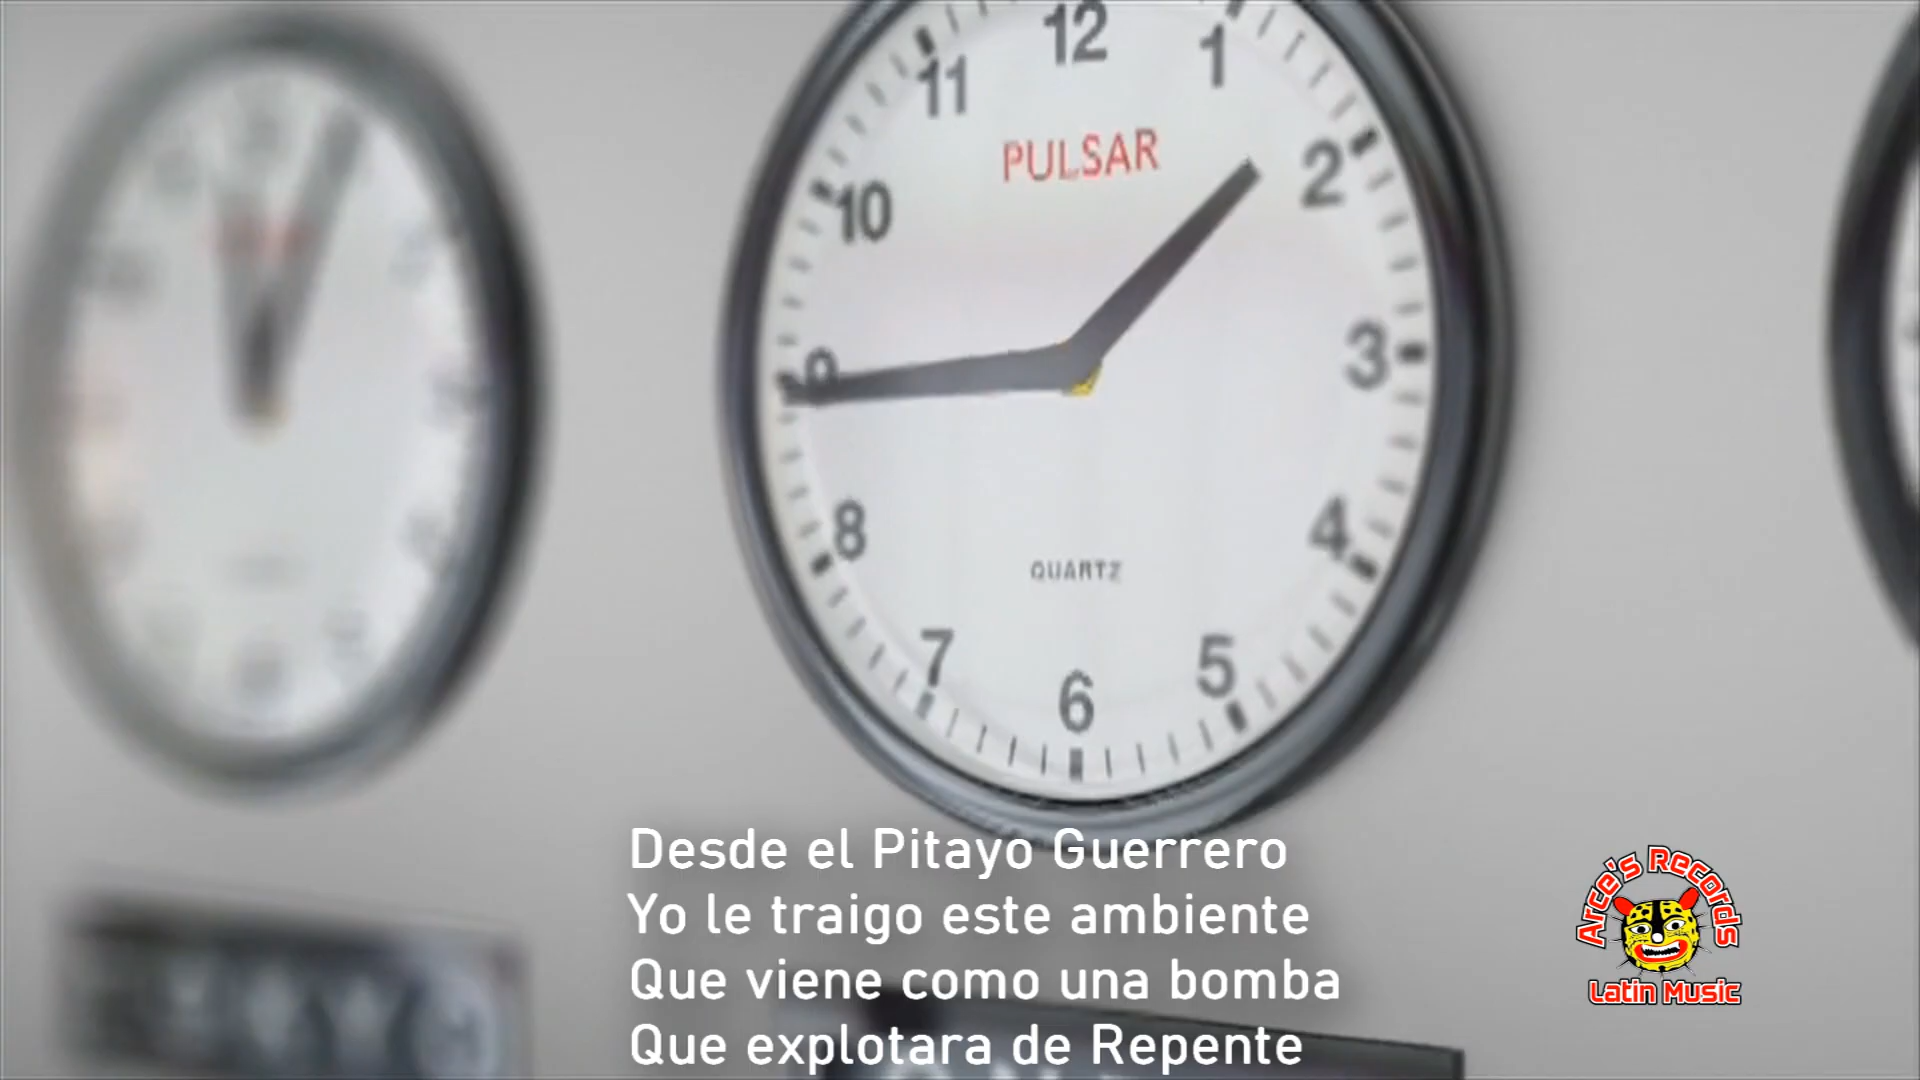 12
11
1
PULSAR
2
10
3
9
4
8
QUARTZ
7
5
6
Desde el Pitayo Guerrero
Yo le traigo este ambiente
Que viene como una bomba
Que explotara de Repente
Arce's Records
Latin Music